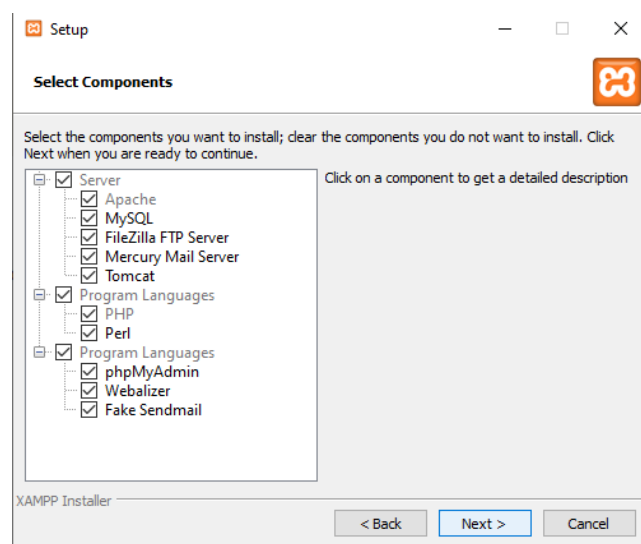 Setup
Select Components
Select the components you want to install; clear the components you do not want to install. Click
Next when you are ready to continue.
Server
Apache
MySQL
FileZilla FTP Server
Mercury Mail Server
Tomcat
Program Languages
PHP
Perl
Program Languages
phpMyAdmin
Webalizer
Fake Sendmail
Click on a component to get a detailed description
XAMPP Installer
< Back
Next >
Cancel